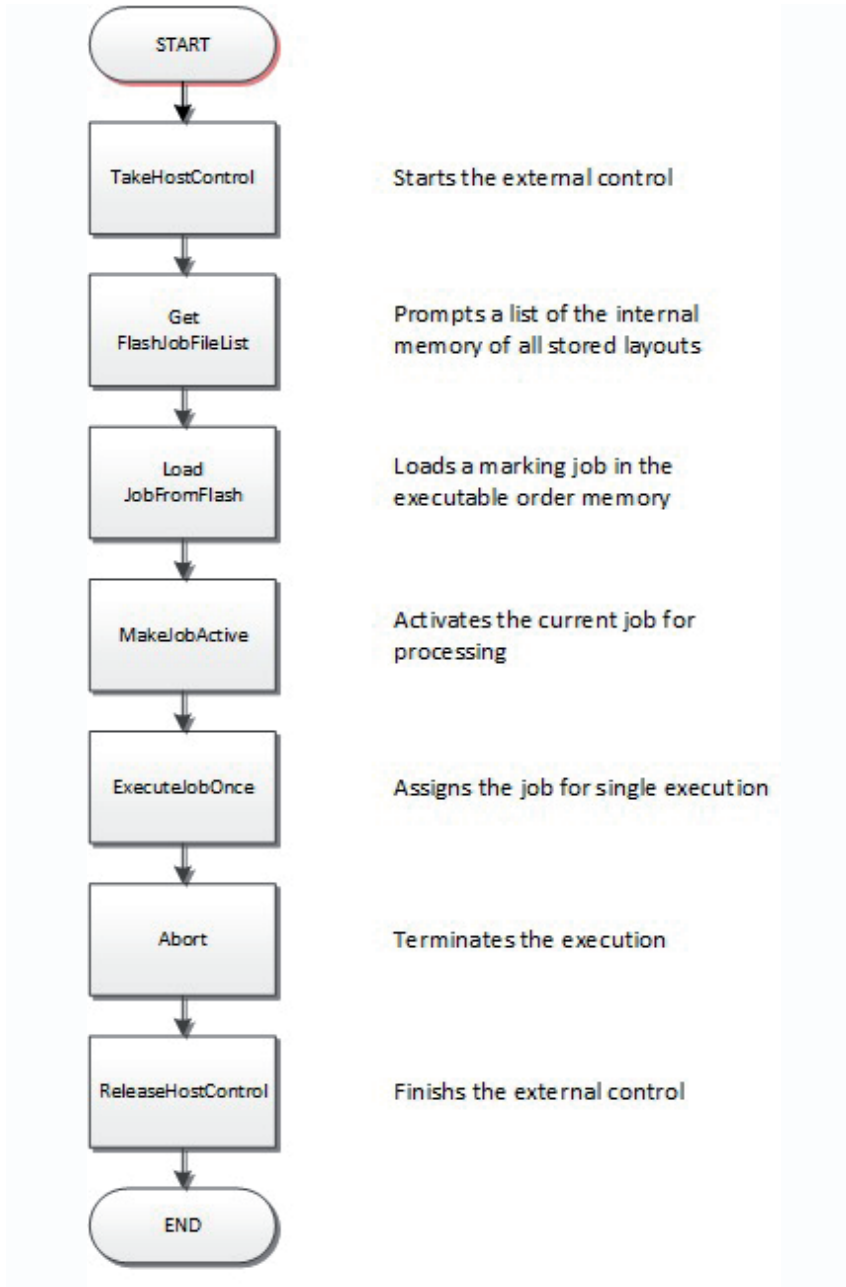 START
TakeHostControl
Starts the external control
Get
FlashJobFileList
Prompts a list of the internal
memory of all stored layouts
Load
JobFromFlash
Loads a marking job in the
executable order memory
MakeJobActive
Activates the current job for
processing
ExecuteJobOnce
Assigns the job for single execution
Abort
Terminates the execution
ReleaseHostControl
Finishs the external control
END